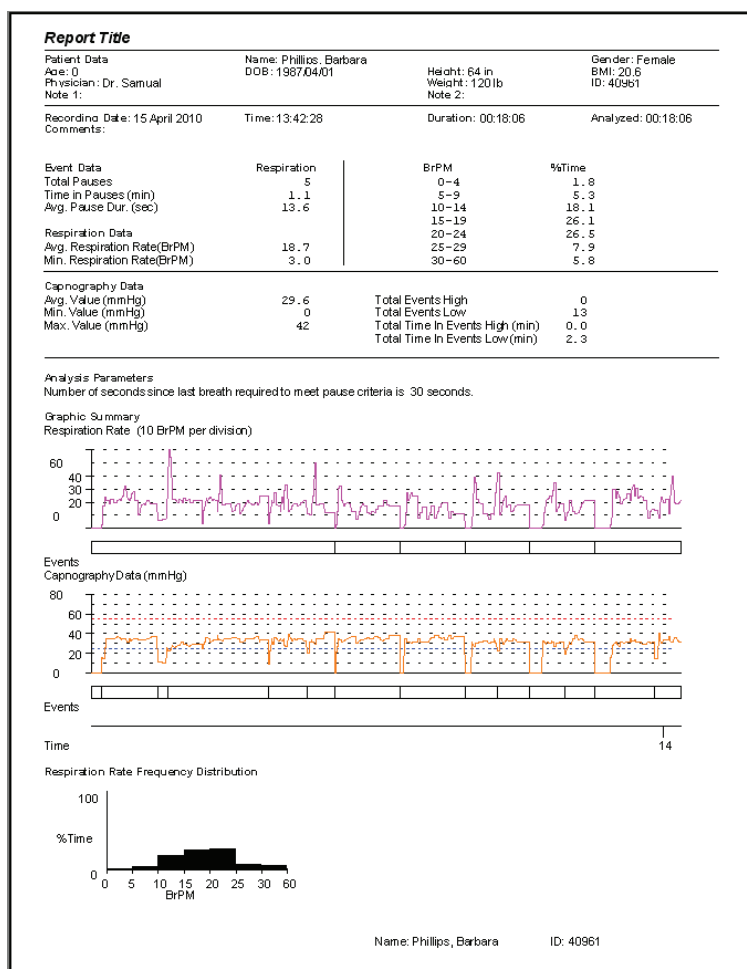 Report Title
Patient Data Name: Phillips, Barbara Gender: Female
Age: 0 DOB: 1987/04/01 Height: 64 in BMI: 20.6
Physician: Dr. Samual Weight: 120 lb ID: 40961
Note 1: Note 2:
Recording Date: 15 April 2010 Time: 13:42:28 Duration: 00:18:06 Analyzed: 00:18:06
Comments:
Event Data Respiration BrPM %Time
Total Pauses 5 0-4 1.8
Time in Pauses (min) 1.1 5-9 5.3
Avg. Pause Dur. (sec) 13.6 10-14 18.1
15-19 26.1
Respiration Data 20-24 26.5
Avg. Respiration Rate(BrPM) 18.7 25-29 7.9
Min. Respiration Rate(BrPM) 3.0 30-60 5.8
Capnography Data
Avg. Value (mmHg) 29.6 Total Events High 0
Min. Value (mmHg) 0 Total Events Low 13
Max. Value (mmHg) 42 Total Time In Events High (min) 0.0
Total Time In Events Low (min) 2.3
Analysis Parameters
Number of seconds since last breath required to meet pause criteria is 30 seconds.
Graphic Summary
Respiration Rate (10 BrPM per division)
60
40
30
20
0
Events
Capnography Data (mmHg)
80
60
40
20
0
Events
Time 14
Respiration Rate Frequency Distribution
100
%Time
0
0 5 10 15 20 25 30 60
BrPM
Name: Phillips, Barbara ID: 40961